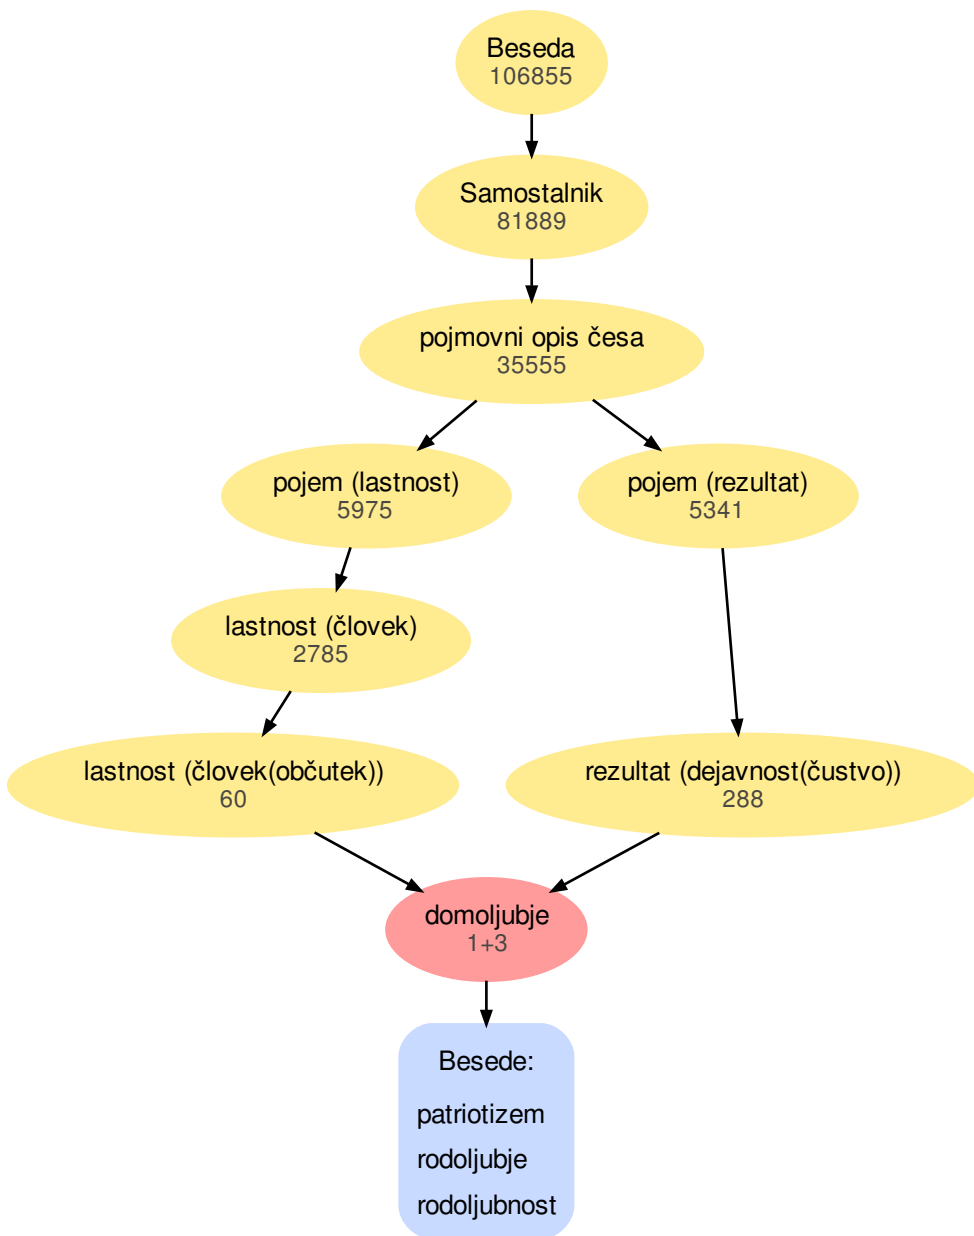 Beseda
106855
Samostalnik
81889
pojmovni opis česa
35555
pojem (lastnost)
5975
pojem (rezultat)
5341
lastnost (človek)
2785
lastnost (človek(občutek))
60
rezultat (dejavnost(čustvo))
288
domoljubje
1+3
Besede:
patriotizem
rodoljubje
rodoljubnost